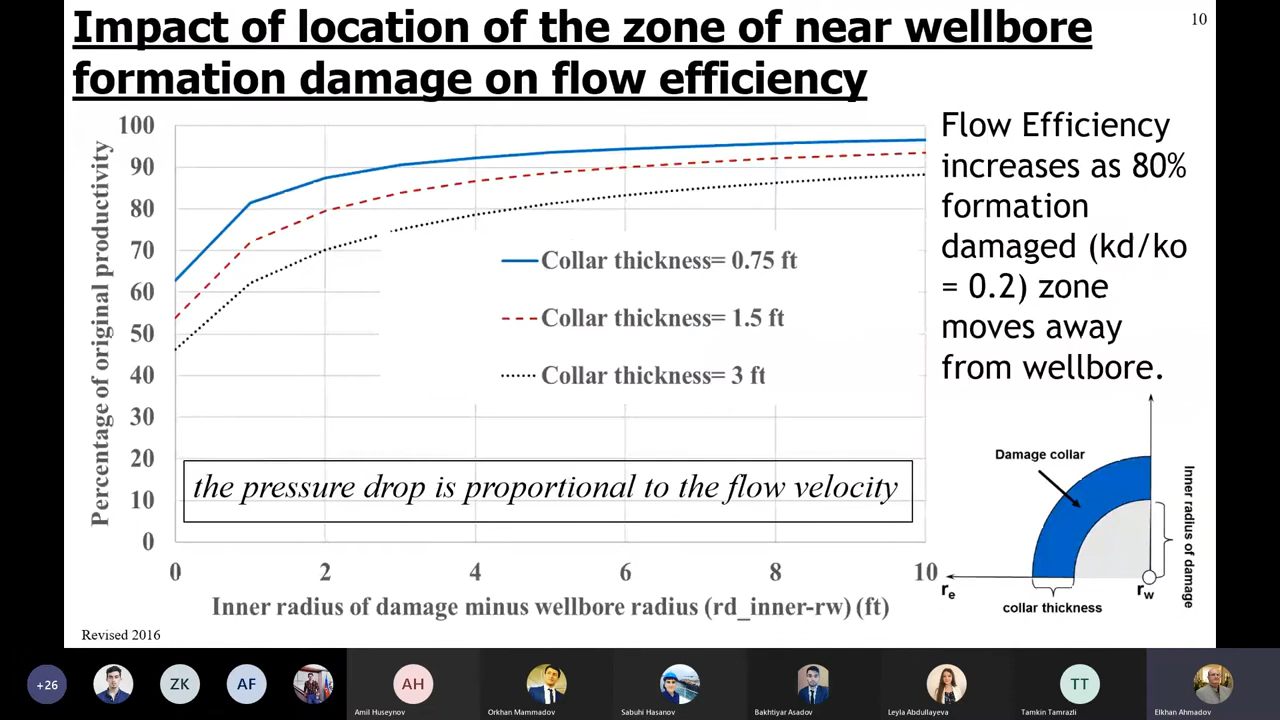 Impact of location of the zone of near wellbore
formation damage on flow efficiency
10
Percentage of original productivity
100
90
80
70
60
50
40
30
20
10
0
Collar thickness= 0.75 ft
Collar thickness= 1.5 ft
Collar thickness= 3 ft
the pressure drop is proportional to the flow velocity
0 2 4 6 8 10
Inner radius of damage minus wellbore radius (rd_inner-rw) (ft)
Flow Efficiency
increases as 80%
formation
damaged (kd/ko
= 0.2) zone
moves away
from wellbore.
Damage collar
Inner radius of damage
re
rw
collar thickness
Revised 2016
+26
ZK
AF
AH
TT
Amil Huseynov
Orkhan Mammadov
Sabuhi Hasanov
Bakhtiyar Asadov
Leyla Abdullayeva
Tamkin Tamrazli
Elkhan Ahmadov